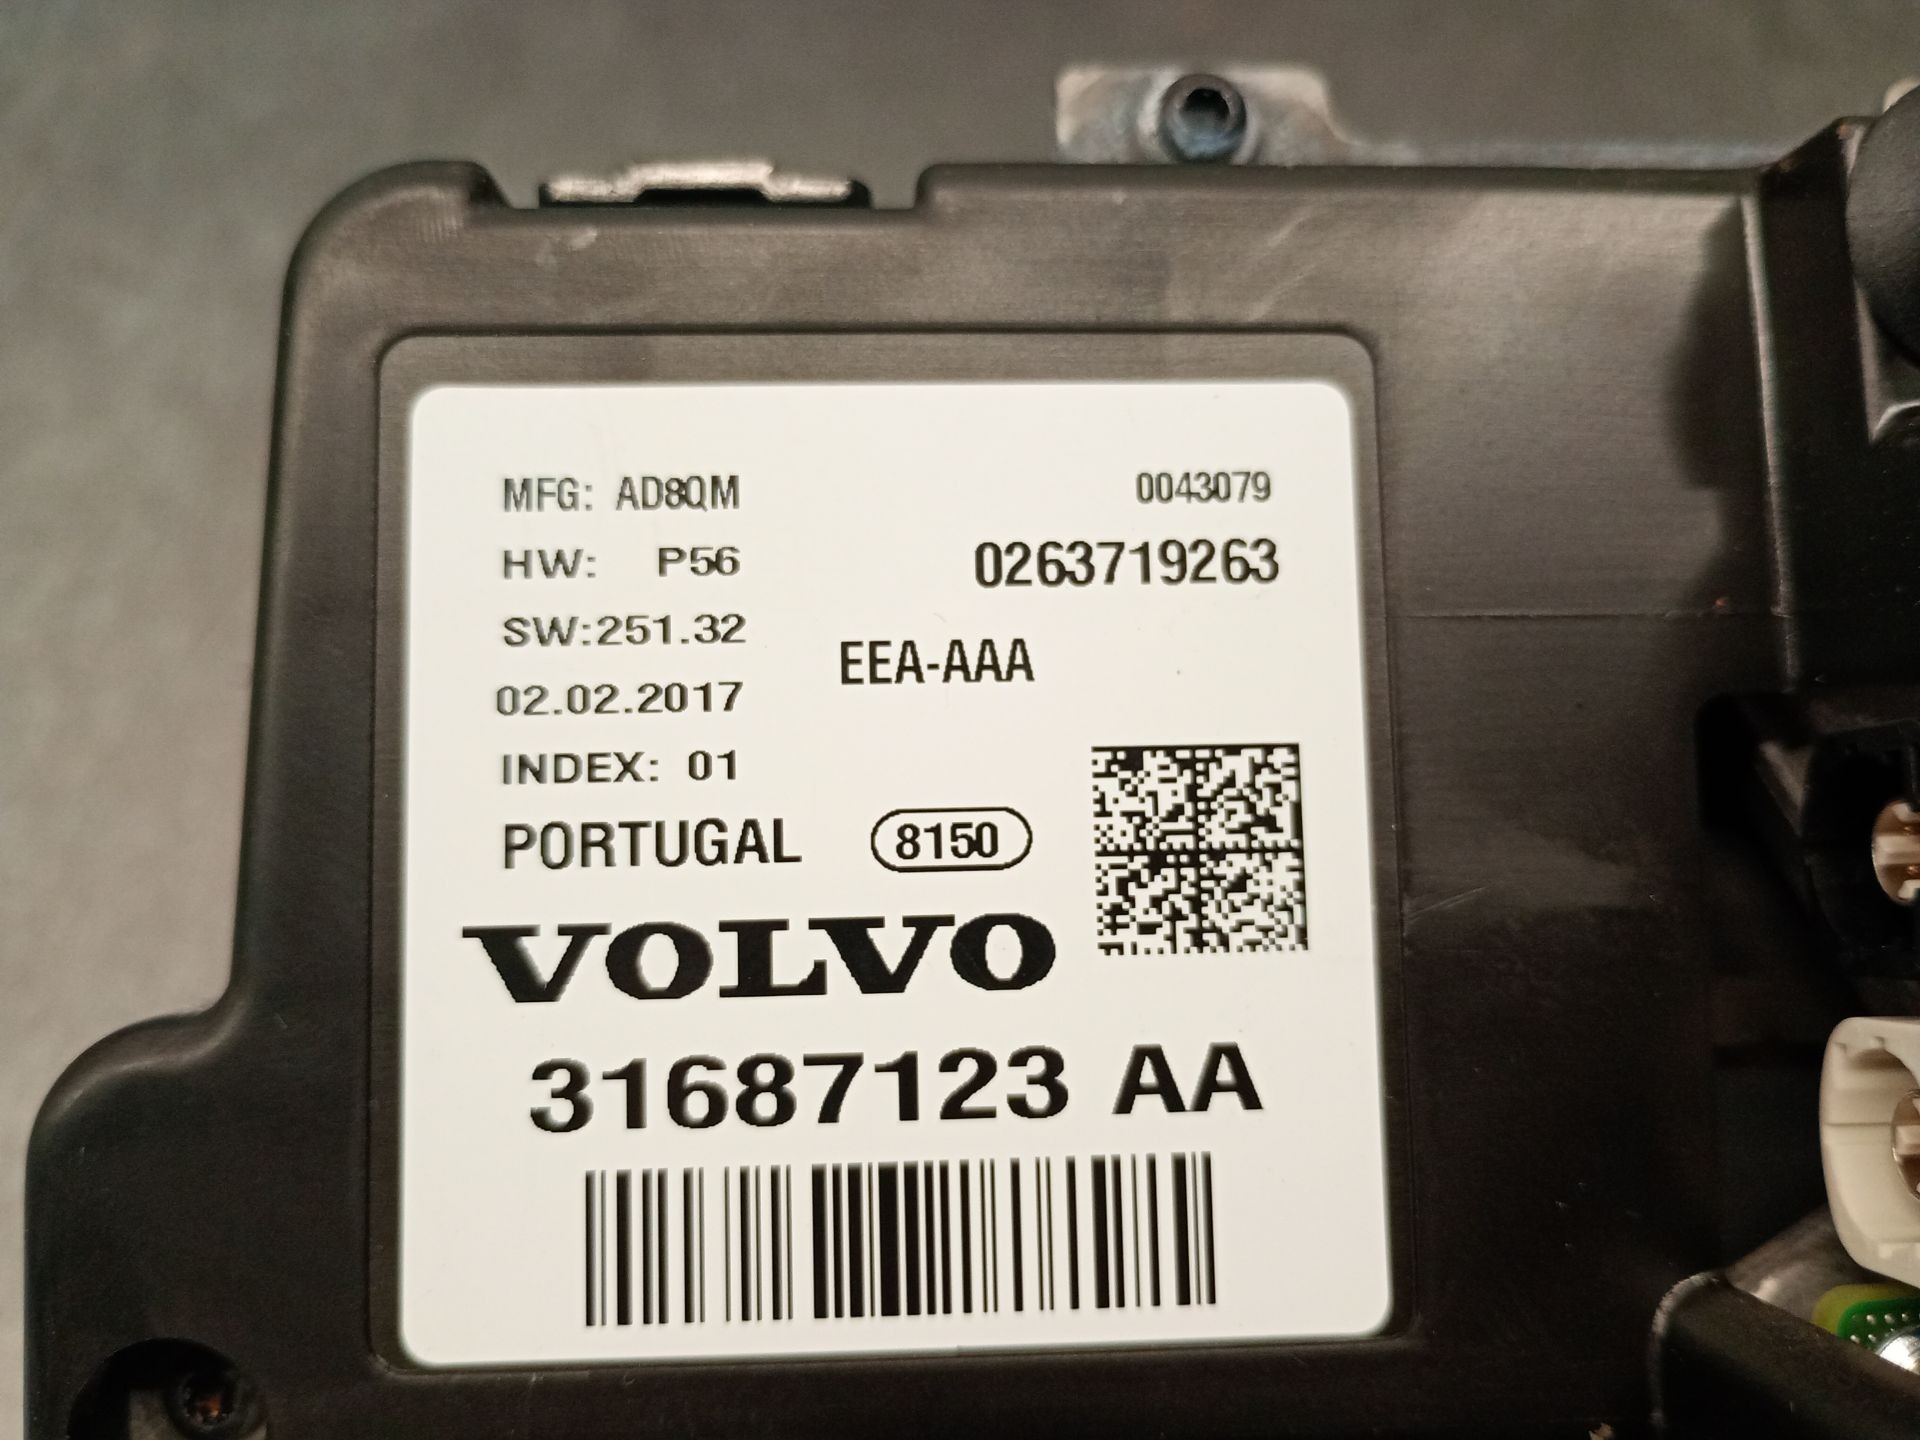 MFG: AD8QM 0043079
HW: P56 0263719263
SW:251.32 EEA-AAA
02.02.2017
INDEX: 01
PORTUGAL 8150
VOLVO
31687123 AA